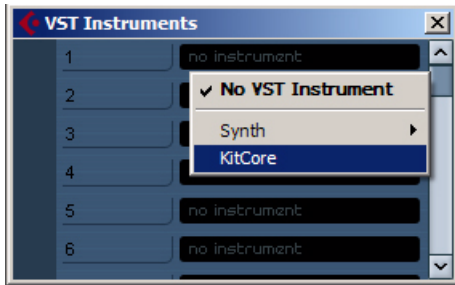 VST Instruments
1 no instrument
2
✓ No VST Instrument
3
Synth
KitCore
4
5 no instrument
6 no instrument